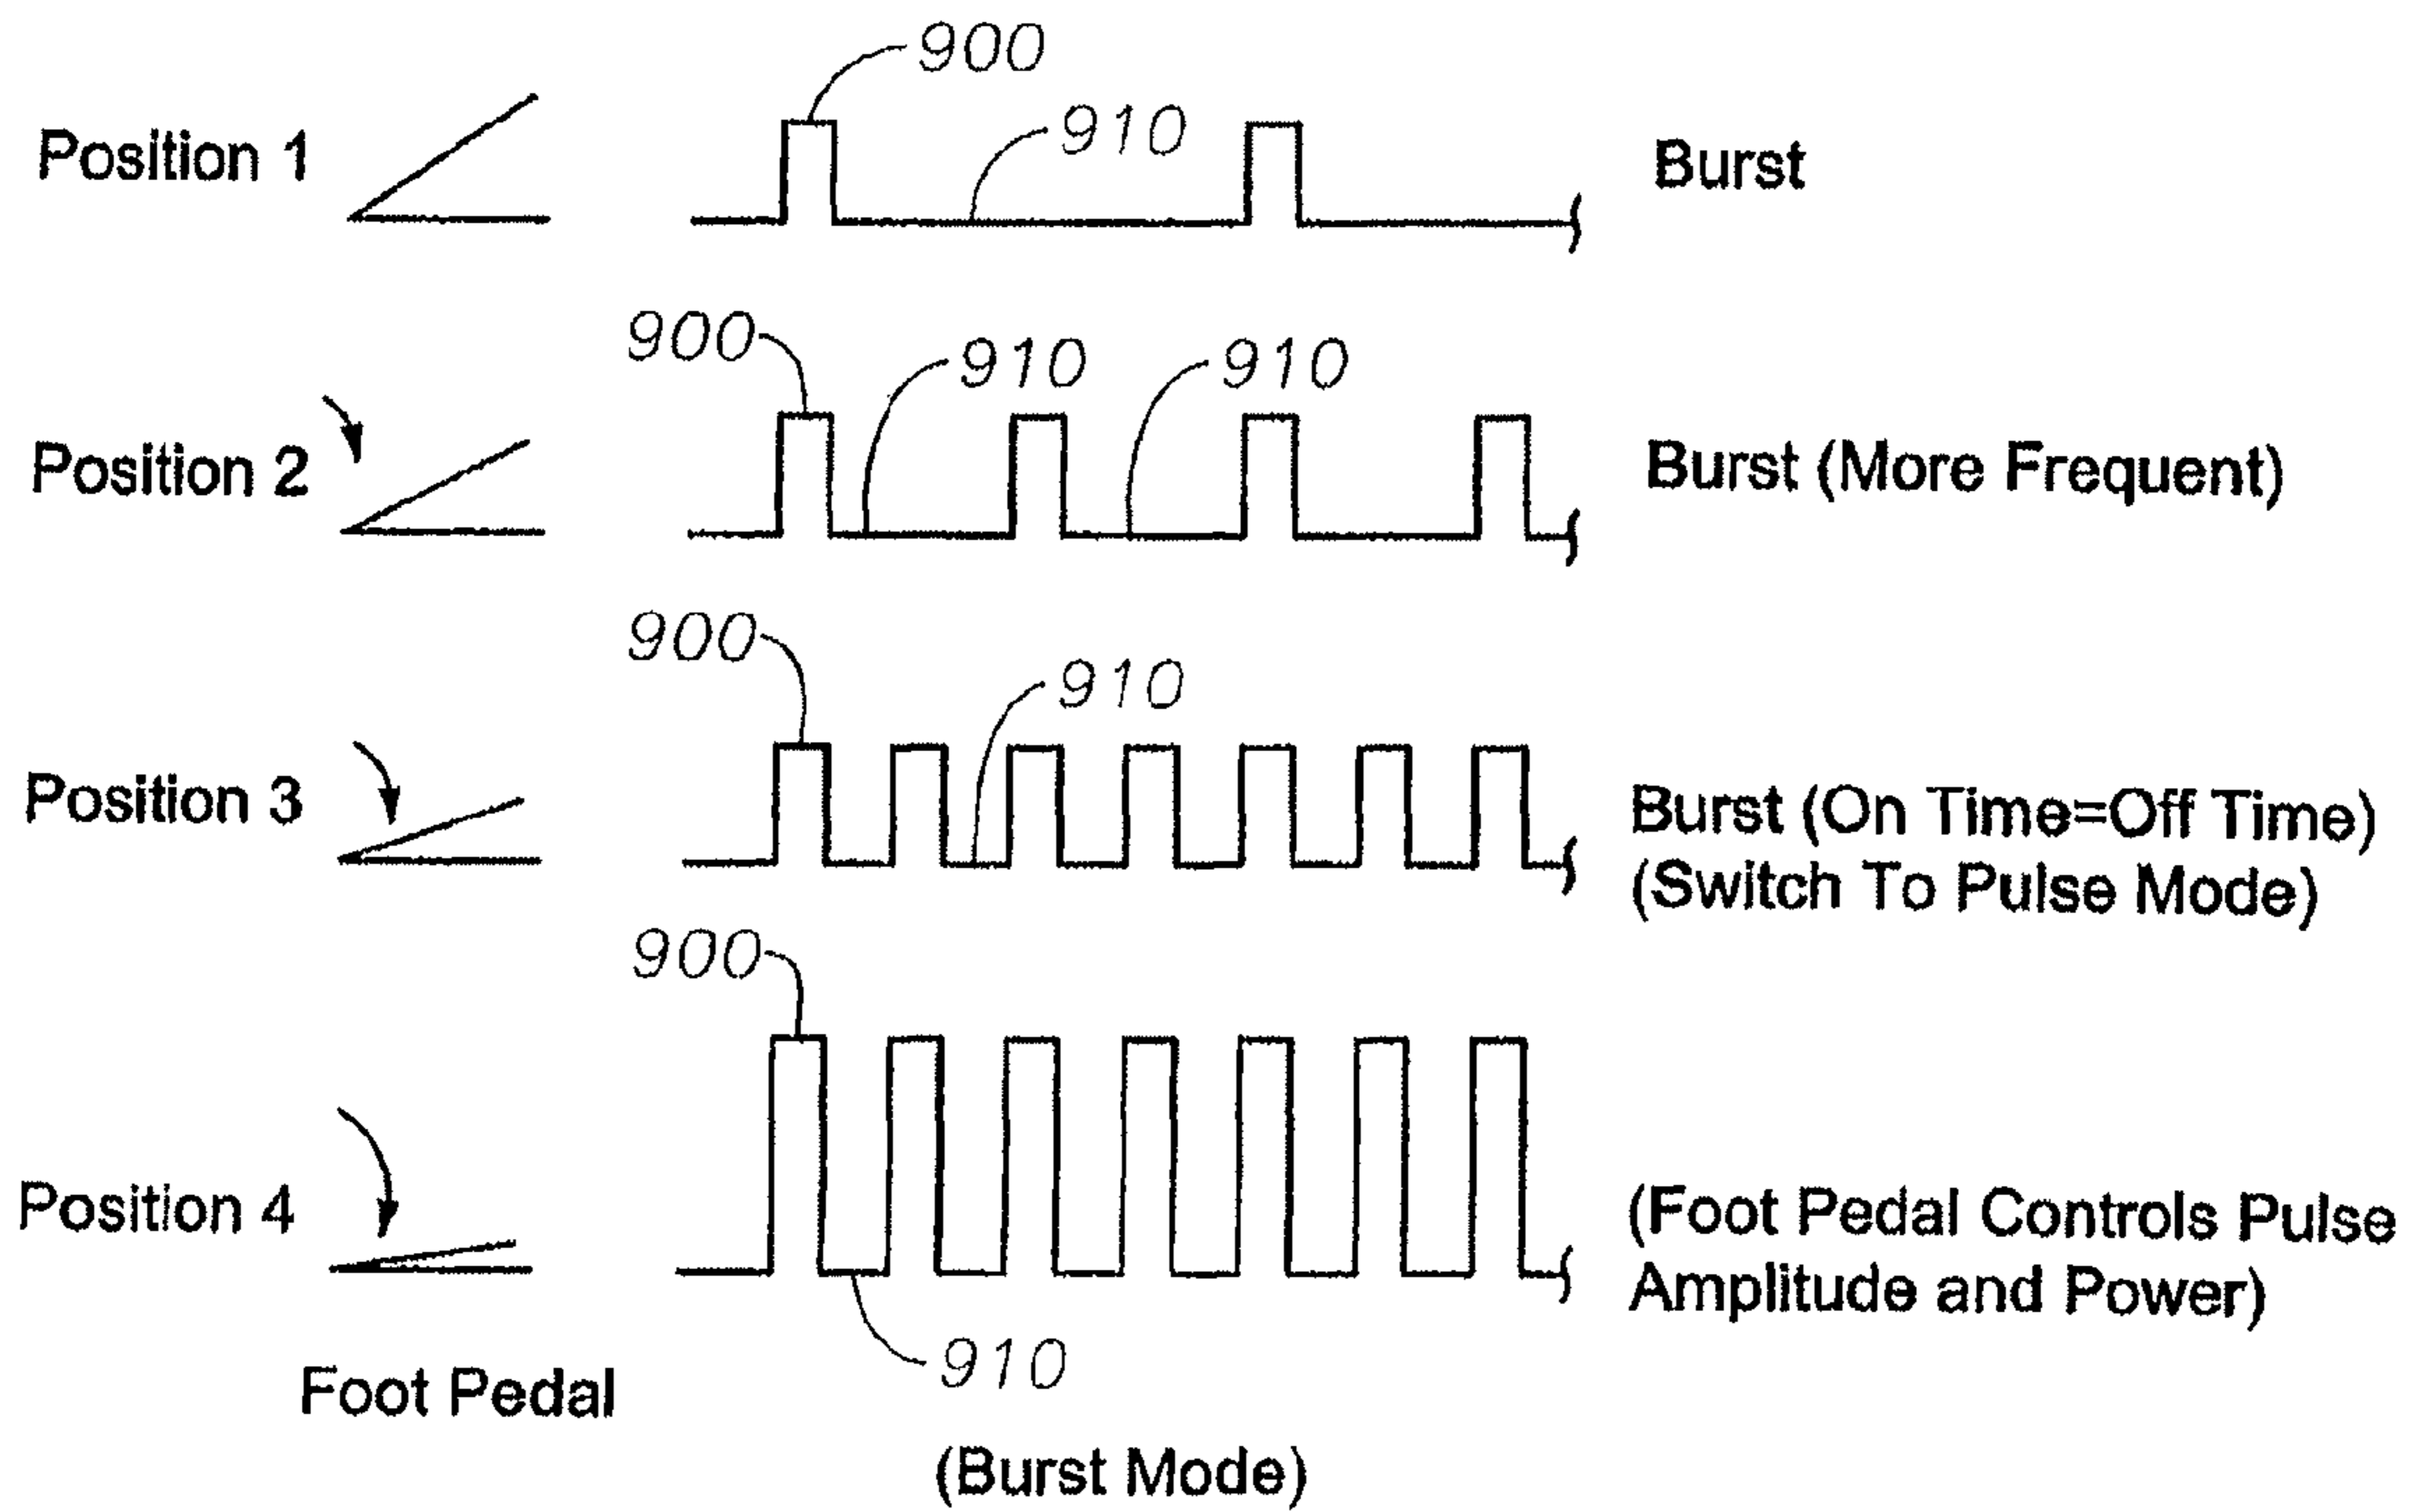 900
910
Position 1
Burst
900
910
910
Position 2
Burst (More Frequent)
900
910
Position 3
Burst (On Time=Off Time)
(Switch To Pulse Mode)
900
Position 4
(Foot Pedal Controls Pulse
Amplitude and Power)
910
Foot Pedal
(Burst Mode)